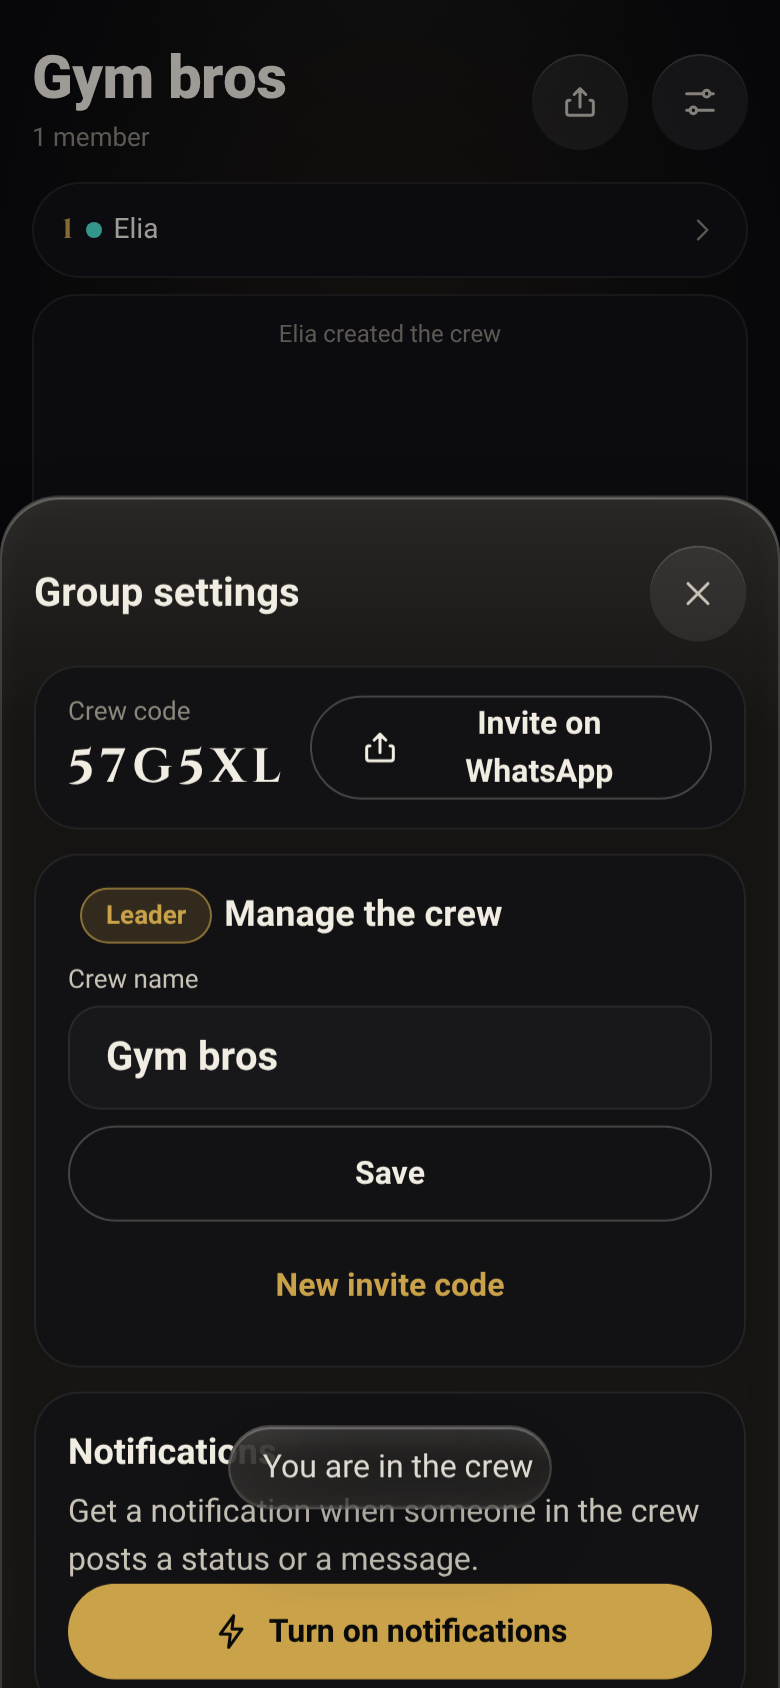 Gym bros
1 member
1 Elia
Elia created the crew
Group settings
Crew code
57G5XL
Invite on
WhatsApp
Leader Manage the crew
Crew name
Gym bros
Save
New invite code
Notifications
You are in the crew
Get a notification when someone in the crew
posts a status or a message.
Turn on notifications